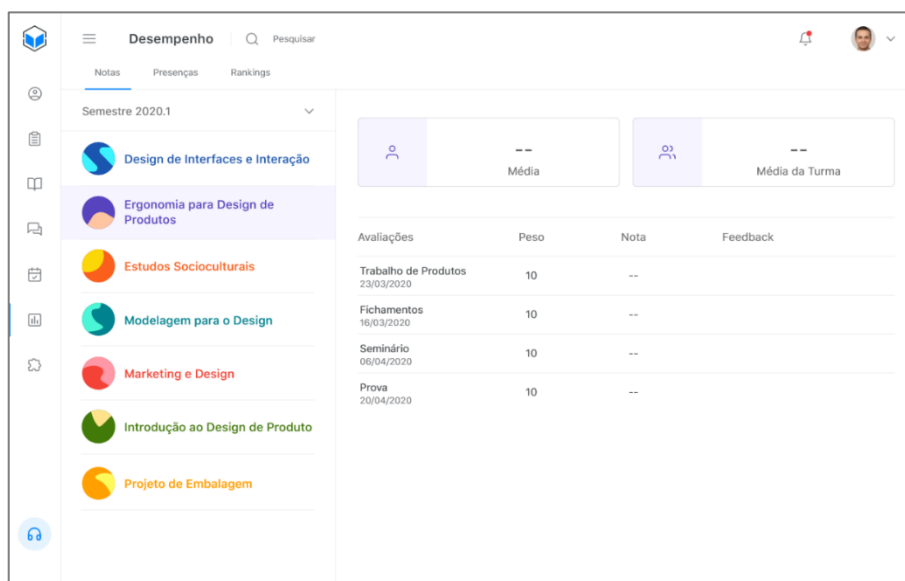 Desempenho
Pesquisar
Notas
Presenças
Rankings
Semestre 2020.1
Design de Interfaces e Interação
Ergonomia para Design de
Produtos
Estudos Socioculturais
Modelagem para o Design
Marketing e Design
Introdução ao Design de Produto
Projeto de Embalagem
--
Média
--
Média da Turma
Avaliações Peso Nota Feedback
Trabalho de Produtos
23/03/2020
10 --
Fichamentos
16/03/2020
10 --
Seminário
06/04/2020
10 --
Prova
20/04/2020
10 --